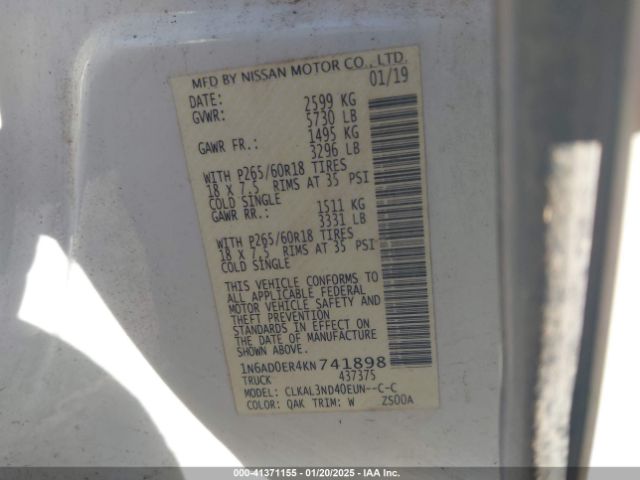 MFD BY NISSAN MOTOR CO., LTD.
DATE: 01/19
GVWR: 2599 KG
5730 LB
GAWR FR.: 1495 KG
3296 LB
WITH P265/60R18 TIRES
18 X 7.5 RIMS AT 35 PSI
COLD SINGLE
GAWR RR.: 1511 KG
3331 LB
WITH P265/60R18 TIRES
18 X 7.5 RIMS AT 35 PSI
COLD SINGLE
THIS VEHICLE CONFORMS TO
ALL APPLICABLE FEDERAL
MOTOR VEHICLE SAFETY AND
THEFT PREVENTION
STANDARDS IN EFFECT ON
THE DATE OF MANUFACTURE
SHOWN ABOVE.
1N6AD0ER4KN741898
TRUCK 437375
MODEL: CLKAL3ND40EUN--C-C
COLOR: QAK TRIM: W ZS00A
000-41371155 - 01/20/2025 - IAA Inc.